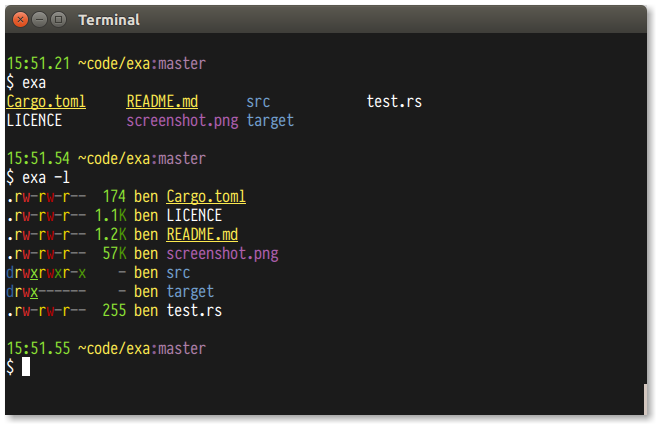 Terminal
15:51.21 ~code/exa:master
$ exa
Cargo.toml README.md src test.rs
LICENCE screenshot.png target
15:51.54 ~code/exa:master
$ exa -l
.rw-rw-r-- 174 ben Cargo.toml
.rw-rw-r-- 1.1K ben LICENCE
.rw-rw-r-- 1.2K ben README.md
.rw-rw-r-- 57K ben screenshot.png
drwxrwxr-x - ben src
drwx------ - ben target
.rw-rw-r-- 255 ben test.rs
15:51.55 ~code/exa:master
$